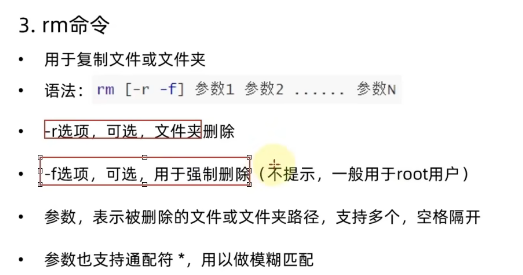 3. rm命令
• 用于复制文件或文件夹
• 语法： rm [-r -f] 参数1 参数2 ...... 参数N
• -r选项，可选，文件夹删除
• -f选项，可选，用于强制删除（不提示，一般用于root用户）
• 参数，表示被删除的文件或文件夹路径，支持多个，空格隔开
• 参数也支持通配符 *，用以做模糊匹配